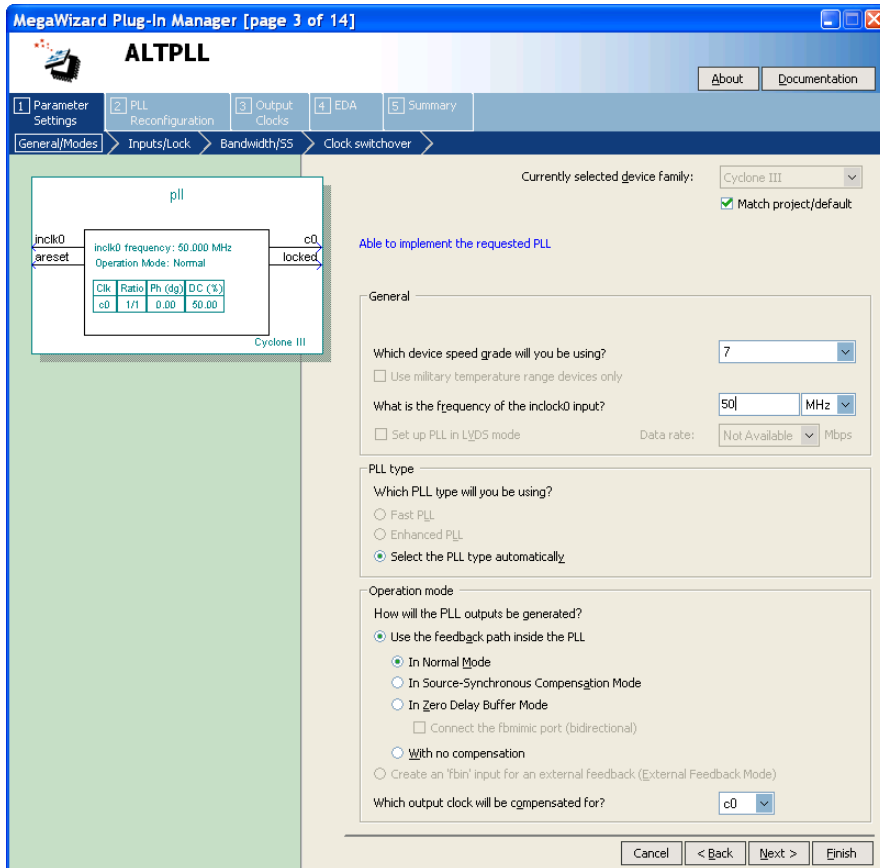 MegaWizard Plug-In Manager [page 3 of 14]
ALTPLL
About
Documentation
1 Parameter Settings
2 PLL Reconfiguration
3 Output Clocks
4 EDA
5 Summary
General/Modes
Inputs/Lock
Bandwidth/SS
Clock switchover
pll
inclk0
areset
inclk0 frequency: 50.000 MHz
Operation Mode: Normal
Clk Ratio Ph (dg) DC (%)
c0 1/1 0.00 50.00
c0
locked
Cyclone III
Currently selected device family:
Cyclone III
Match project/default
Able to implement the requested PLL
General
Which device speed grade will you be using?
7
Use military temperature range devices only
What is the frequency of the inclock0 input?
50
MHz
Set up PLL in LVDS mode
Data rate:
Not Available
Mbps
PLL type
Which PLL type will you be using?
Fast PLL
Enhanced PLL
Select the PLL type automatically
Operation mode
How will the PLL outputs be generated?
Use the feedback path inside the PLL
In Normal Mode
In Source-Synchronous Compensation Mode
In Zero Delay Buffer Mode
Connect the fbmimic port (bidirectional)
With no compensation
Create an 'fbin' input for an external feedback (External Feedback Mode)
Which output clock will be compensated for?
c0
Cancel
< Back
Next >
Finish